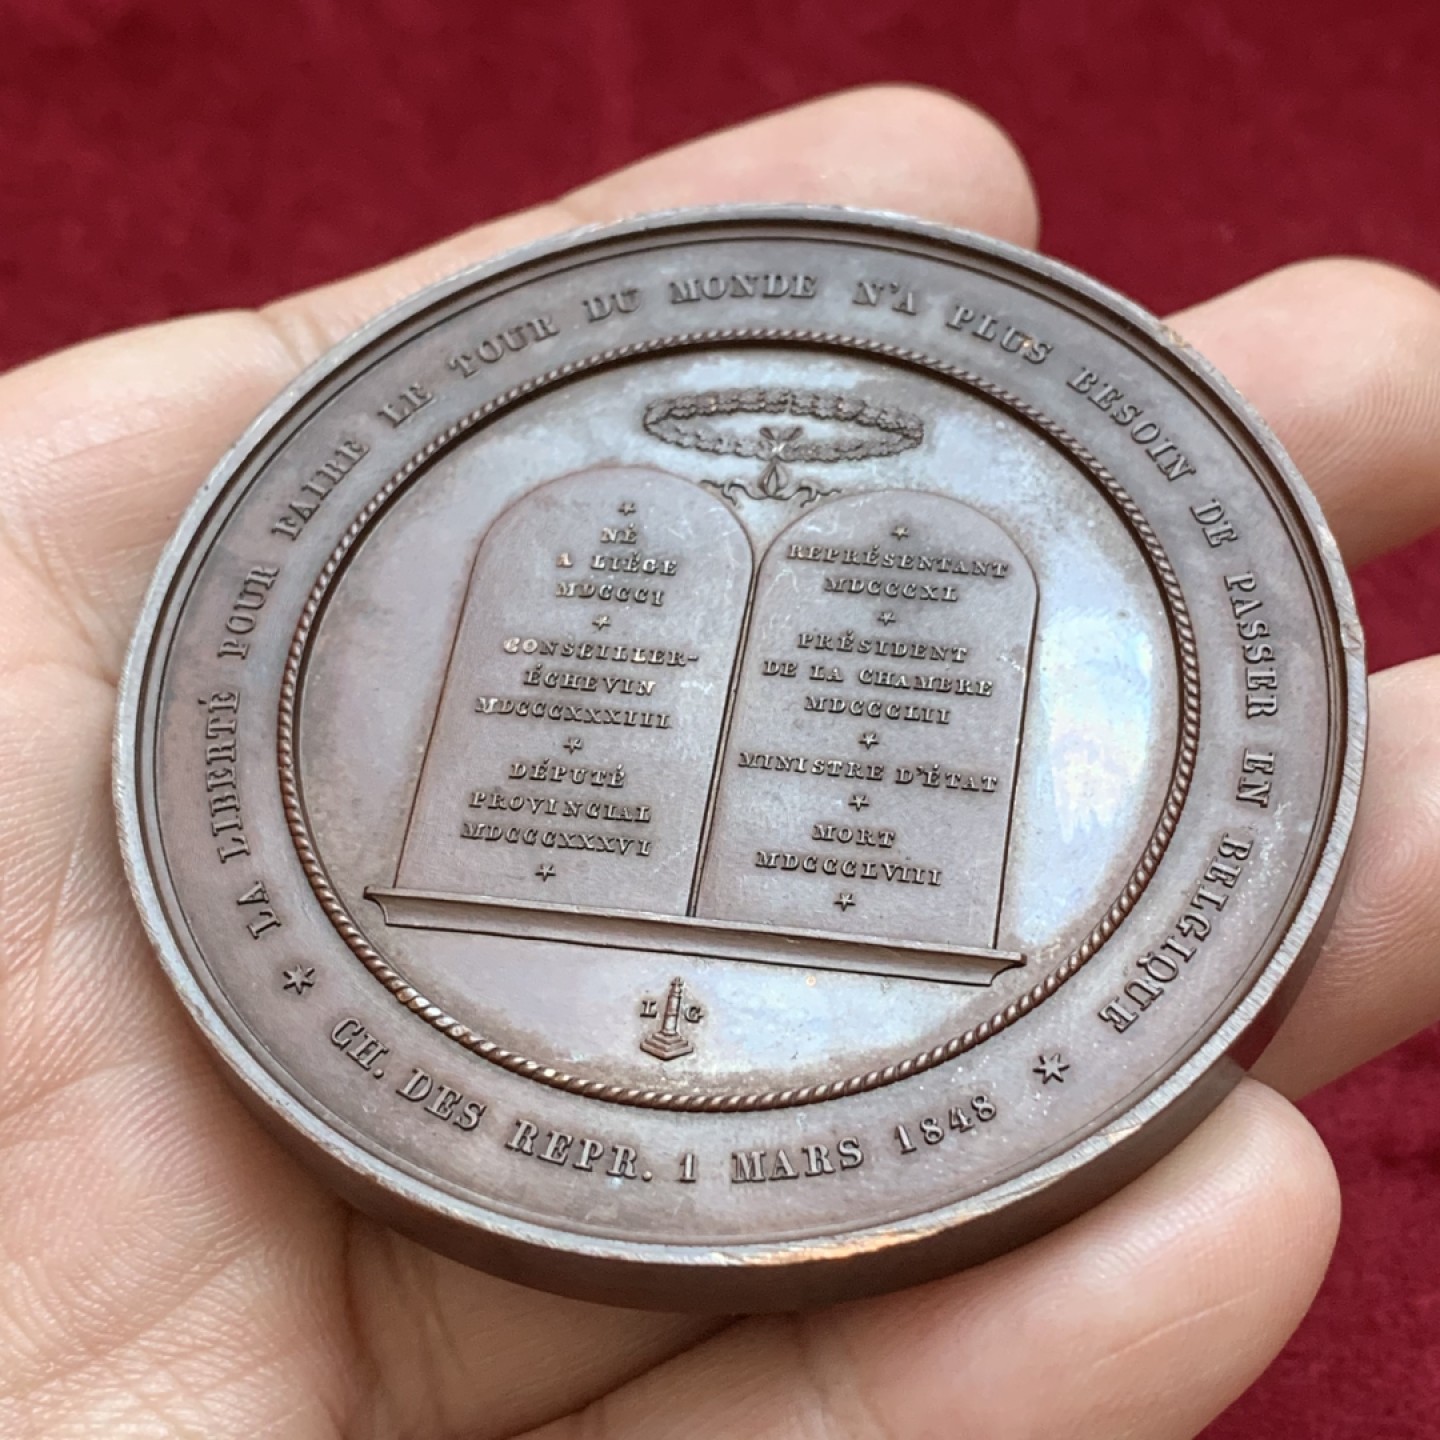 LA LIBERTÉ POUR FAIRE LE TOUR DU MONDE N'A PLUS BESOIN DE PASSER EN BELGIQUE
NÉ
A LIÉGE
MDCCCI
CONSEILLER-
ÉCHEVIN
MDCCCXXXIII
DÉPUTÉ
PROVINCIAL
MDCCCXXXVI
REPRÉSENTANT
MDCCCXL
PRÉSIDENT
DE LA CHAMBRE
MDCCCLII
MINISTRE D'ÉTAT
MORT
MDCCCLVIII
L G
CH. DES REPR. 1 MARS 1848